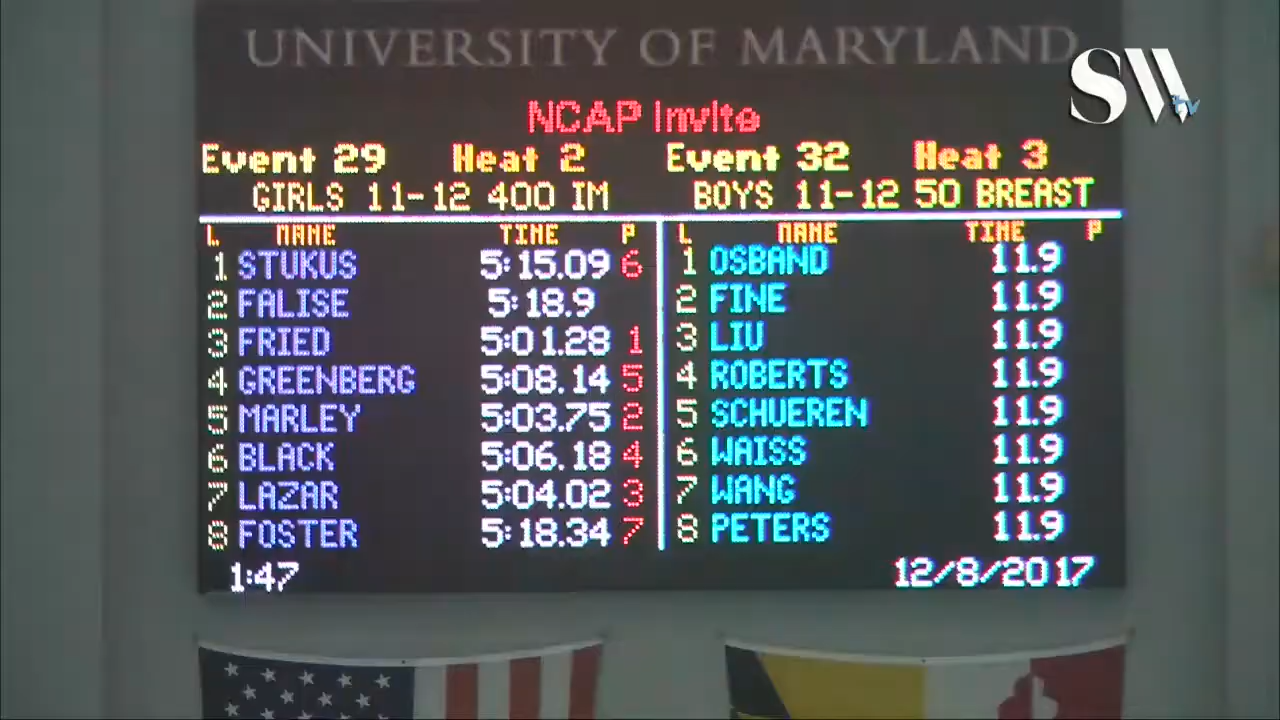 UNIVERSITY OF MARYLAND
SW TV
NCAP Invite
Event 29 Heat 2 Event 32 Heat 3
GIRLS 11-12 400 IM BOYS 11-12 50 BREAST
L NAME TIME P L NAME TIME P
1 STUKUS 5:15.09 6 1 OSBAND 11.9
2 FALISE 5:18.9 2 FINE 11.9
3 FRIED 5:01.28 1 3 LIU 11.9
4 GREENBERG 5:08.14 5 4 ROBERTS 11.9
5 MARLEY 5:03.75 2 5 SCHUEREN 11.9
6 BLACK 5:06.18 4 6 WAISS 11.9
7 LAZAR 5:04.02 3 7 WANG 11.9
8 FOSTER 5:18.34 7 8 PETERS 11.9
1:47 12/8/2017